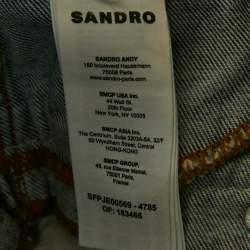 SANDRO
SANDRO ANDY
150 boulevard Haussmann
75008 Paris
www.sandro-paris.com
SMCP USA Inc.
44 Wall St.
20th Floor
New York, NY 10005
SMCP ASIA Inc.
The Centrium, Suite 3203A-5A, 32/F
60 Wyndham Street, Central
HONG-KONG
SMCP GROUP,
49, rue Etienne Marcel,
75001 Paris,
France
SFPJE00569 - 4785
OF: 183466